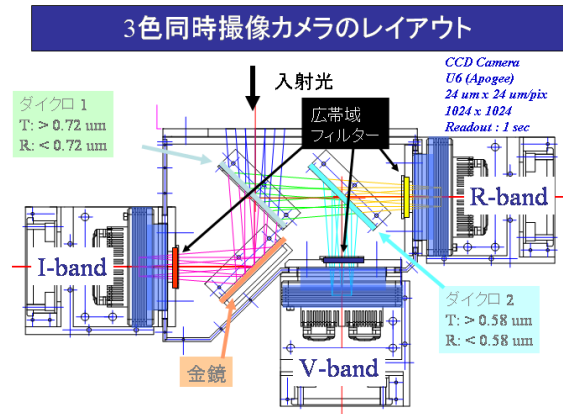 3色同時撮像カメラのレイアウト
CCD Camera
U6 (Apogee)
24 um x 24 um/pix
1024 x 1024
Readout : 1 sec
入射光
ダイクロ 1
T: > 0.72 um
R: < 0.72 um
広帯域
フィルター
R-band
I-band
ダイクロ 2
T: > 0.58 um
R: < 0.58 um
V-band
金鏡